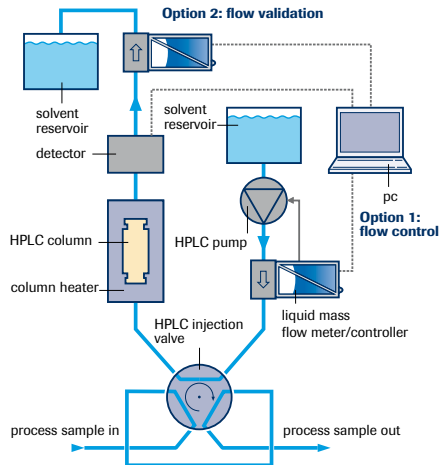 Option 2: flow validation
solvent
reservoir
solvent
reservoir
detector
pc
Option 1:
flow control
HPLC column
HPLC pump
column heater
liquid mass
flow meter/controller
HPLC injection
valve
process sample in
process sample out